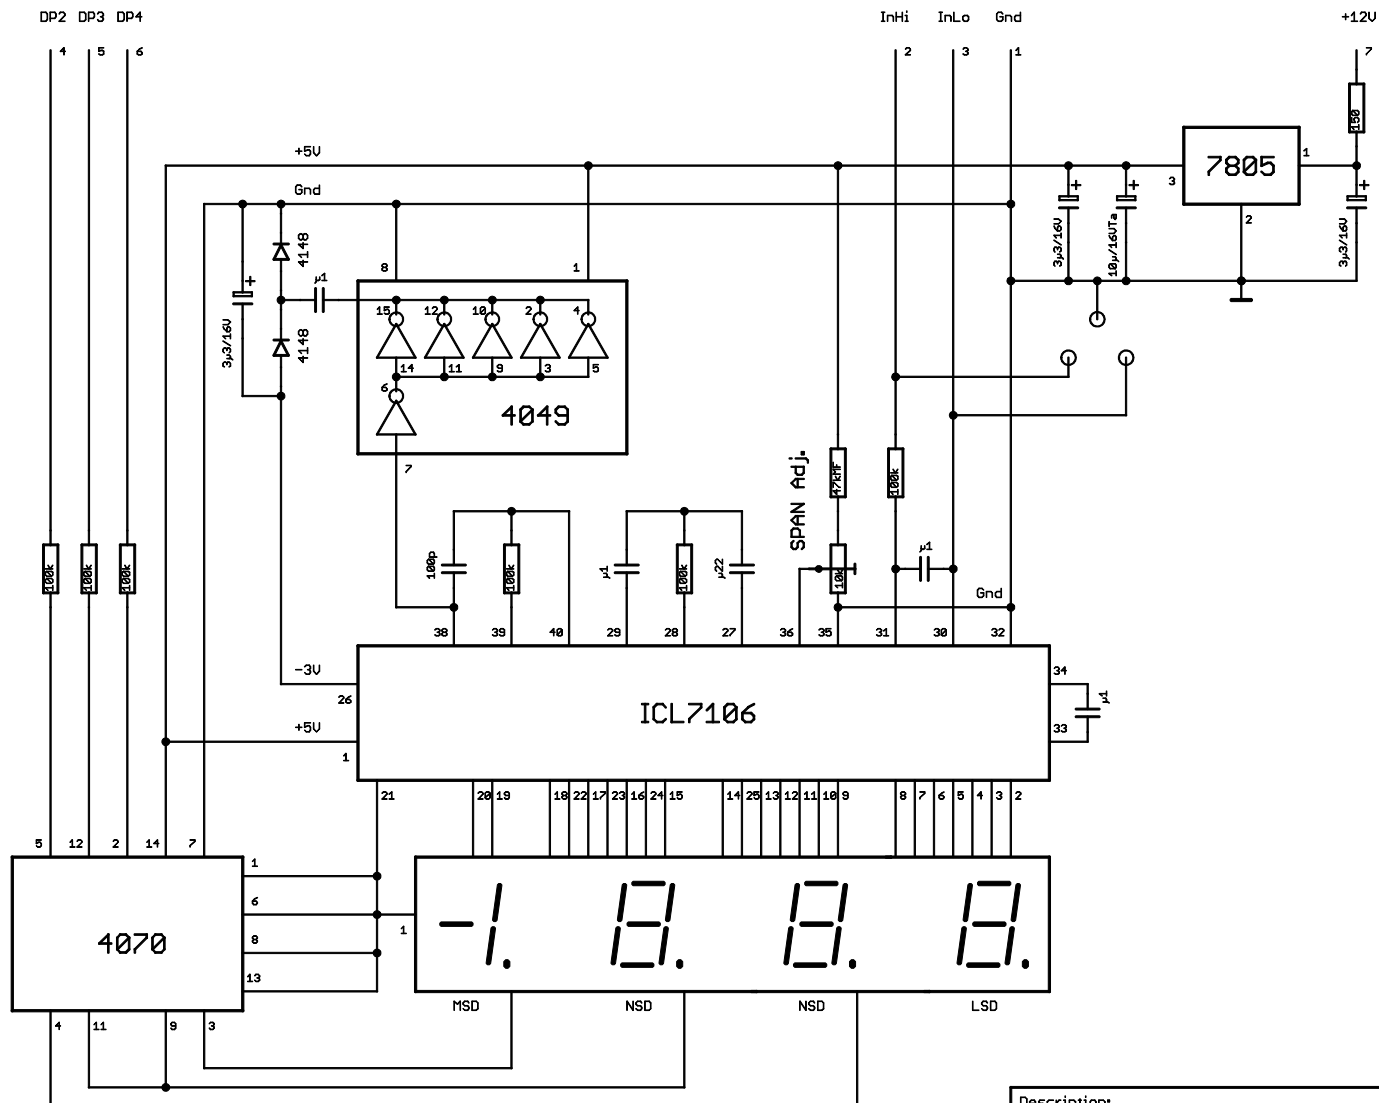 DP2 DP3 DP4 InHi InLo Gnd +12V
4 5 6 2 3 1 7
150
+5V
7805
1
3
2
Gnd
3µ3/16V
10µ/16VTa
3µ3/16V
4148
µ1
3µ3/16V
4148
8 1
15 12 10 2 4
14 11 9 3 5
6
4049
7
SPAN Adj.
47kMF
100k
100k
100k
100k
100p
100k
µ1
100k
µ22
10k
µ1
Gnd
38 39 40 29 28 27 36 35 31 30 32
-3V
26
+5V
1
ICL7106
34
33
µ1
21 20 19 18 22 17 23 16 24 15 14 25 13 12 11 10 9 8 7 6 5 4 3 2
5 12 2 14 7
1
6
8
13
4070
1
-1. 8. 8. 8.
MSD NSD NSD LSD
4 11 9 3
Description: